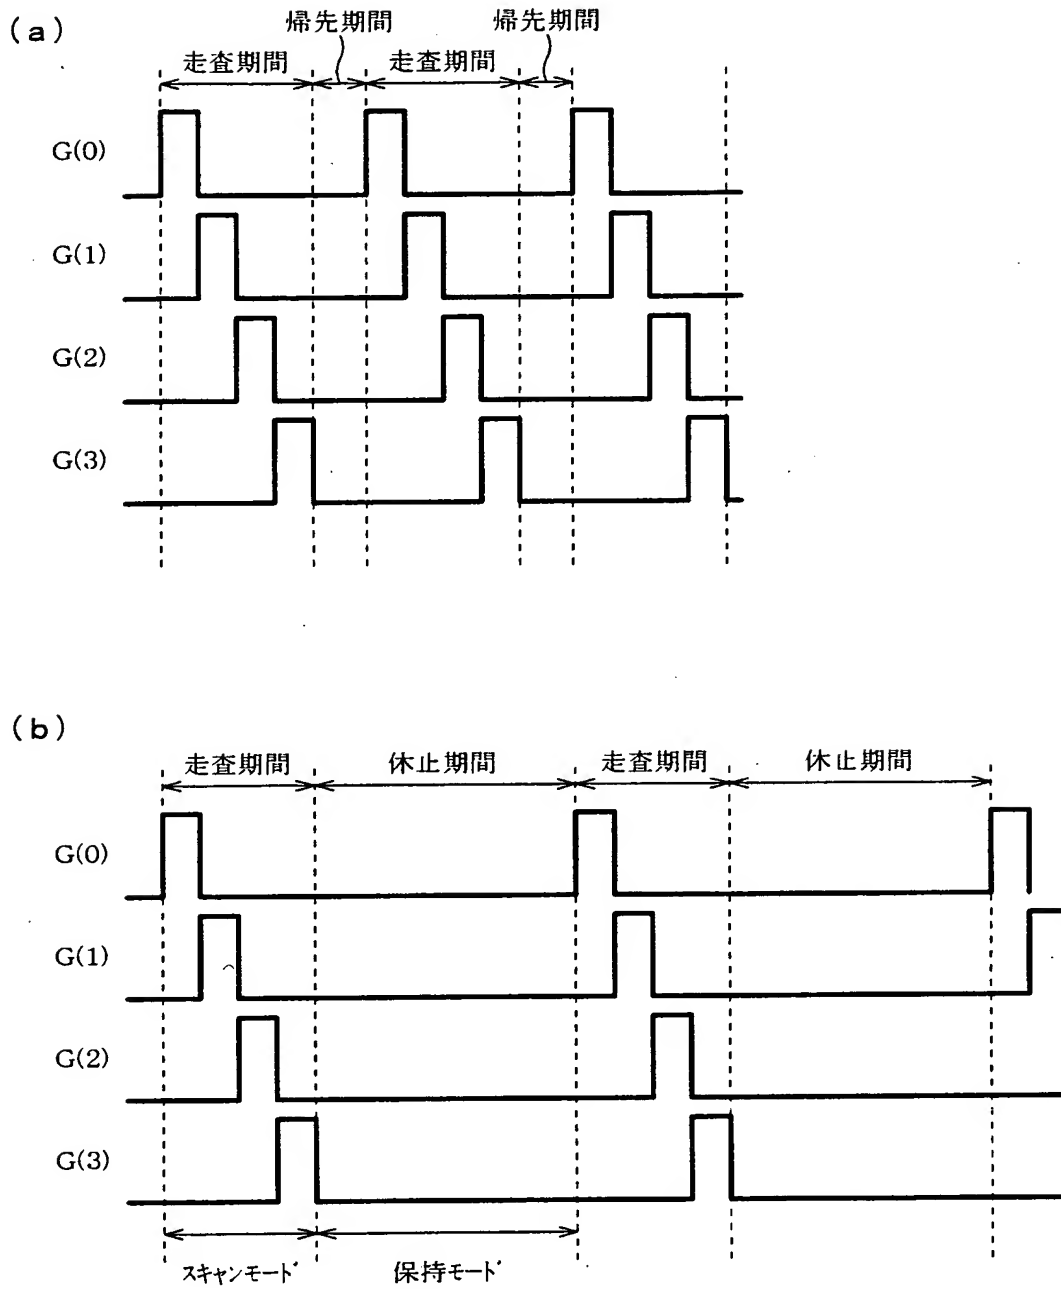 (a)
帰先期間 帰先期間
走査期間 走査期間
G(0)
G(1)
G(2)
G(3)
(b)
走査期間 休止期間 走査期間 休止期間
G(0)
G(1)
G(2)
G(3)
スキャンモード 保持モード